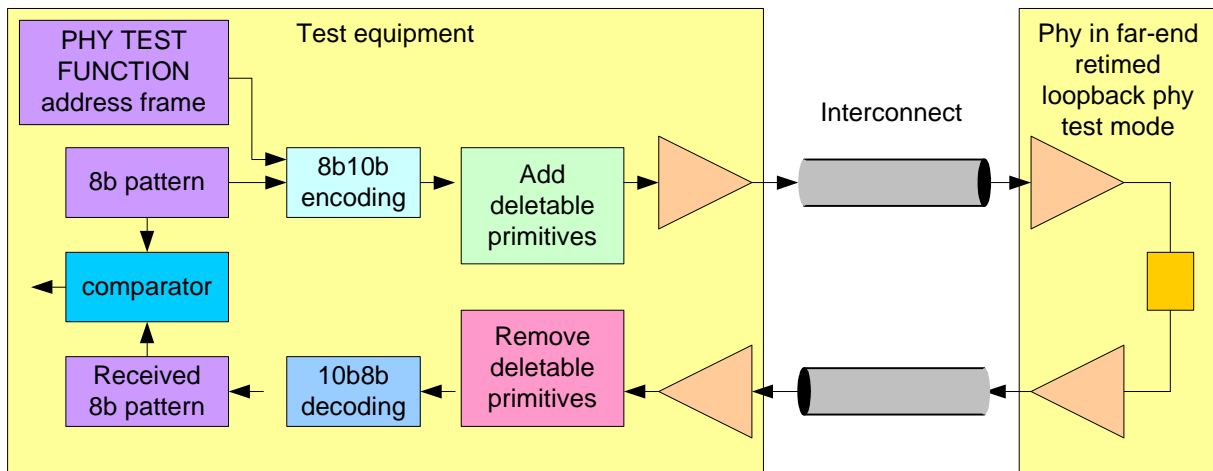 PHY TEST
FUNCTION
address frame
Test equipment
Phy in far-end
retimed
loopback phy
test mode
Interconnect
8b pattern
8b10b
encoding
Add
deletable
primitives
comparator
Received
8b pattern
10b8b
decoding
Remove
deletable
primitives